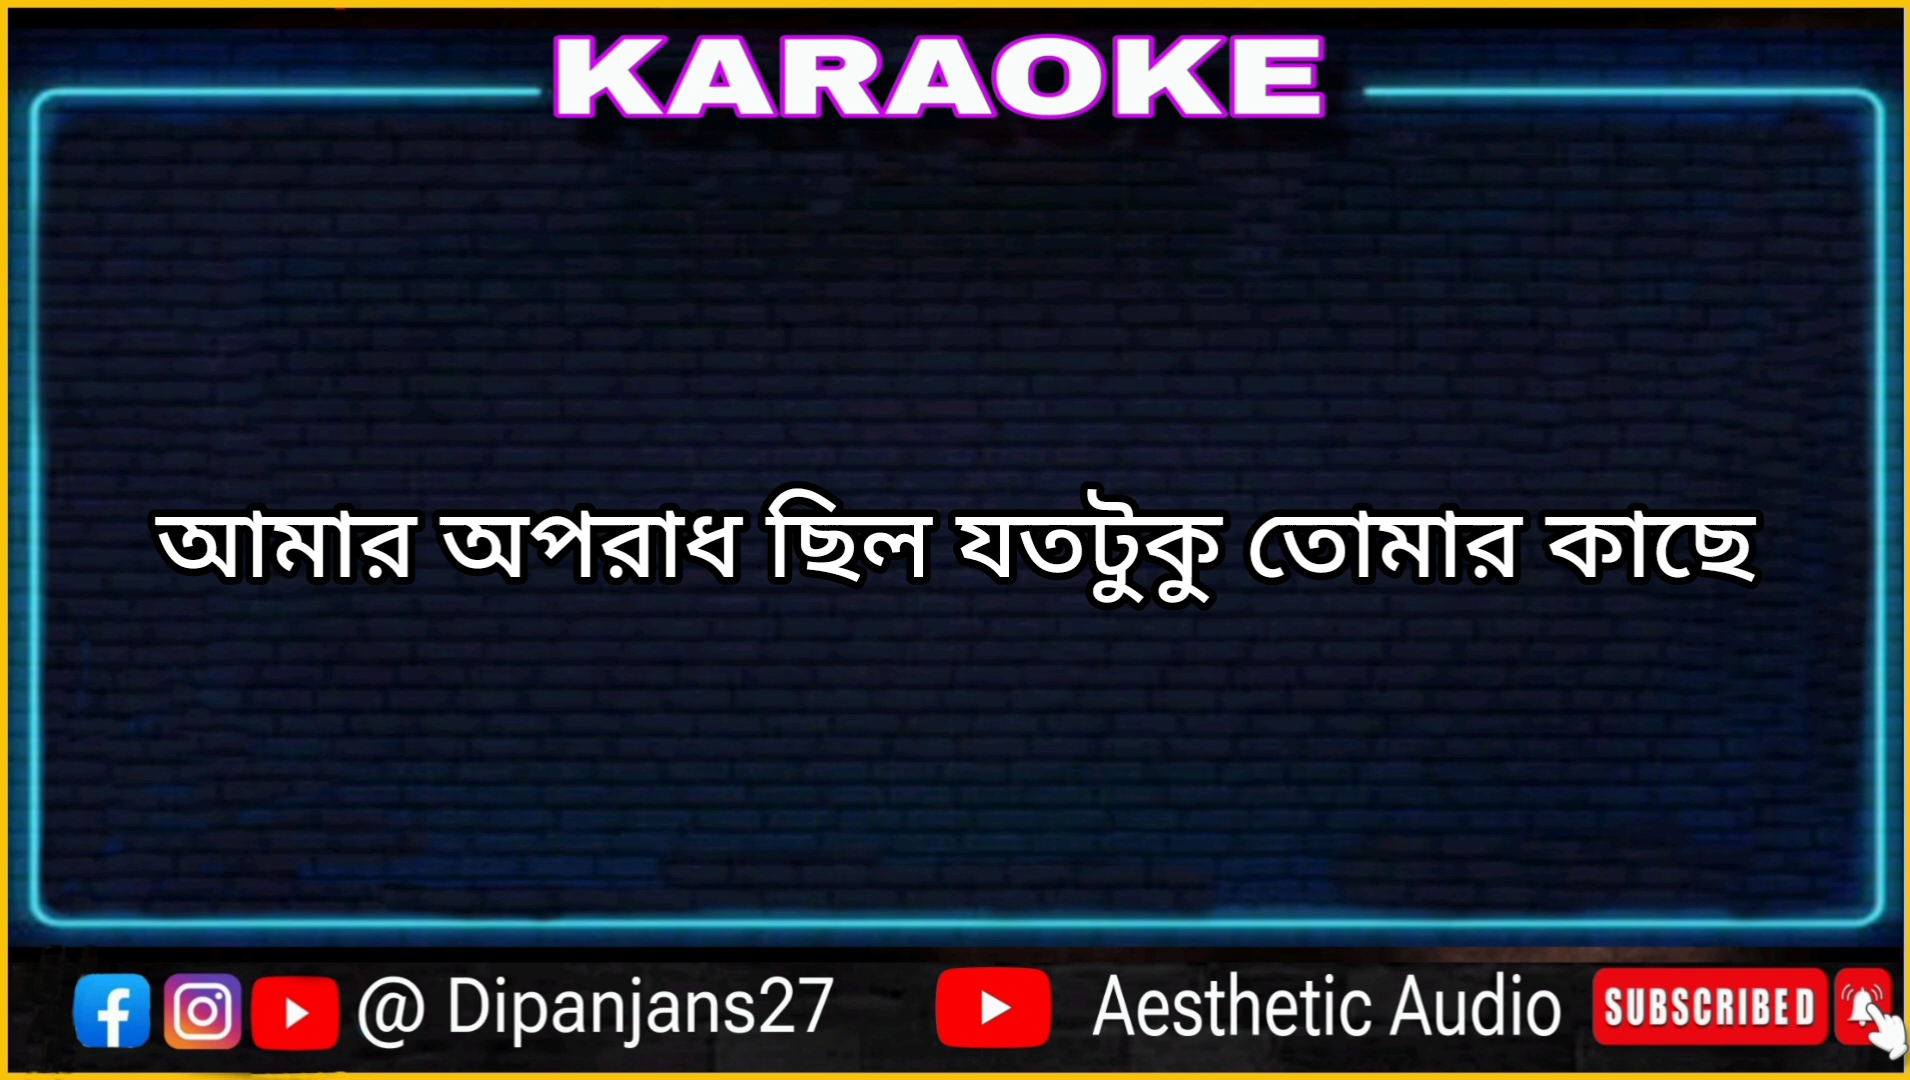 KARAOKE
আমার অপরাধ ছিল যতটুকু তোমার কাছে
@ Dipanjans27 Aesthetic Audio SUBSCRIBED